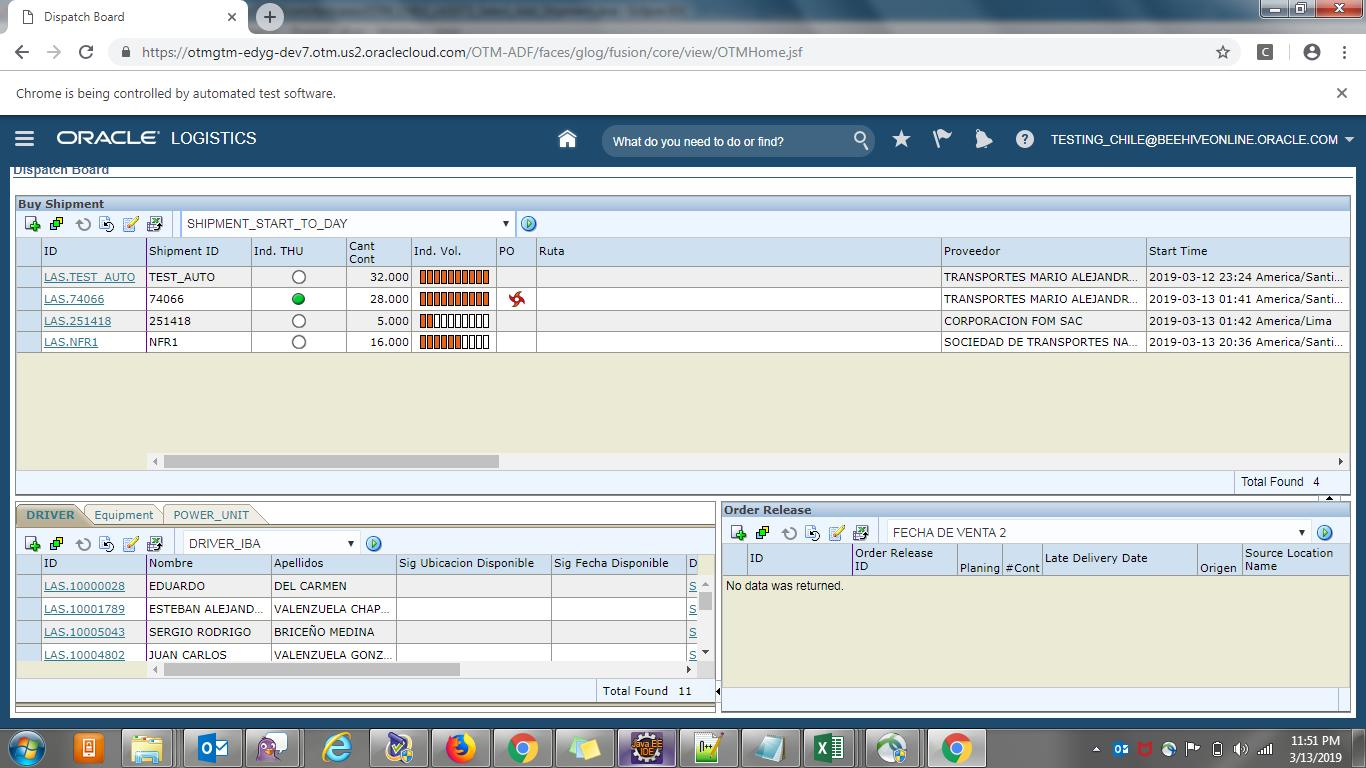 Dispatch Board
https://otmgtm-edyg-dev7.otm.us2.oraclecloud.com/OTM-ADF/faces/glog/fusion/core/view/OTMHome.jsf
Chrome is being controlled by automated test software.
ORACLE LOGISTICS
What do you need to do or find?
TESTING_CHILE@BEEHIVEONLINE.ORACLE.COM
Dispatch Board
Buy Shipment
SHIPMENT_START_TO_DAY
ID Shipment ID Ind. THU Cant Cont Ind. Vol. PO Ruta Proveedor Start Time
LAS.TEST_AUTO TEST_AUTO 32.000 TRANSPORTES MARIO ALEJANDR... 2019-03-12 23:24 America/Santi...
LAS.74066 74066 28.000 TRANSPORTES MARIO ALEJANDR... 2019-03-13 01:41 America/Santi...
LAS.251418 251418 5.000 CORPORACION FOM SAC 2019-03-13 01:42 America/Lima
LAS.NFR1 NFR1 16.000 SOCIEDAD DE TRANSPORTES NA... 2019-03-13 20:36 America/Santi...
Total Found 4
DRIVER Equipment POWER_UNIT
DRIVER_IBA
ID Nombre Apellidos Sig Ubicacion Disponible Sig Fecha Disponible D
LAS.10000028 EDUARDO DEL CARMEN S
LAS.10001789 ESTEBAN ALEJAND... VALENZUELA CHAP... S
LAS.10005043 SERGIO RODRIGO BRICEÑO MEDINA S
LAS.10004802 JUAN CARLOS VALENZUELA GONZ... S
Total Found 11
Order Release
FECHA DE VENTA 2
ID Order Release ID Planing #Cont Late Delivery Date Origen Source Location Name
No data was returned.
Java EE
IDE
11:51 PM
3/13/2019